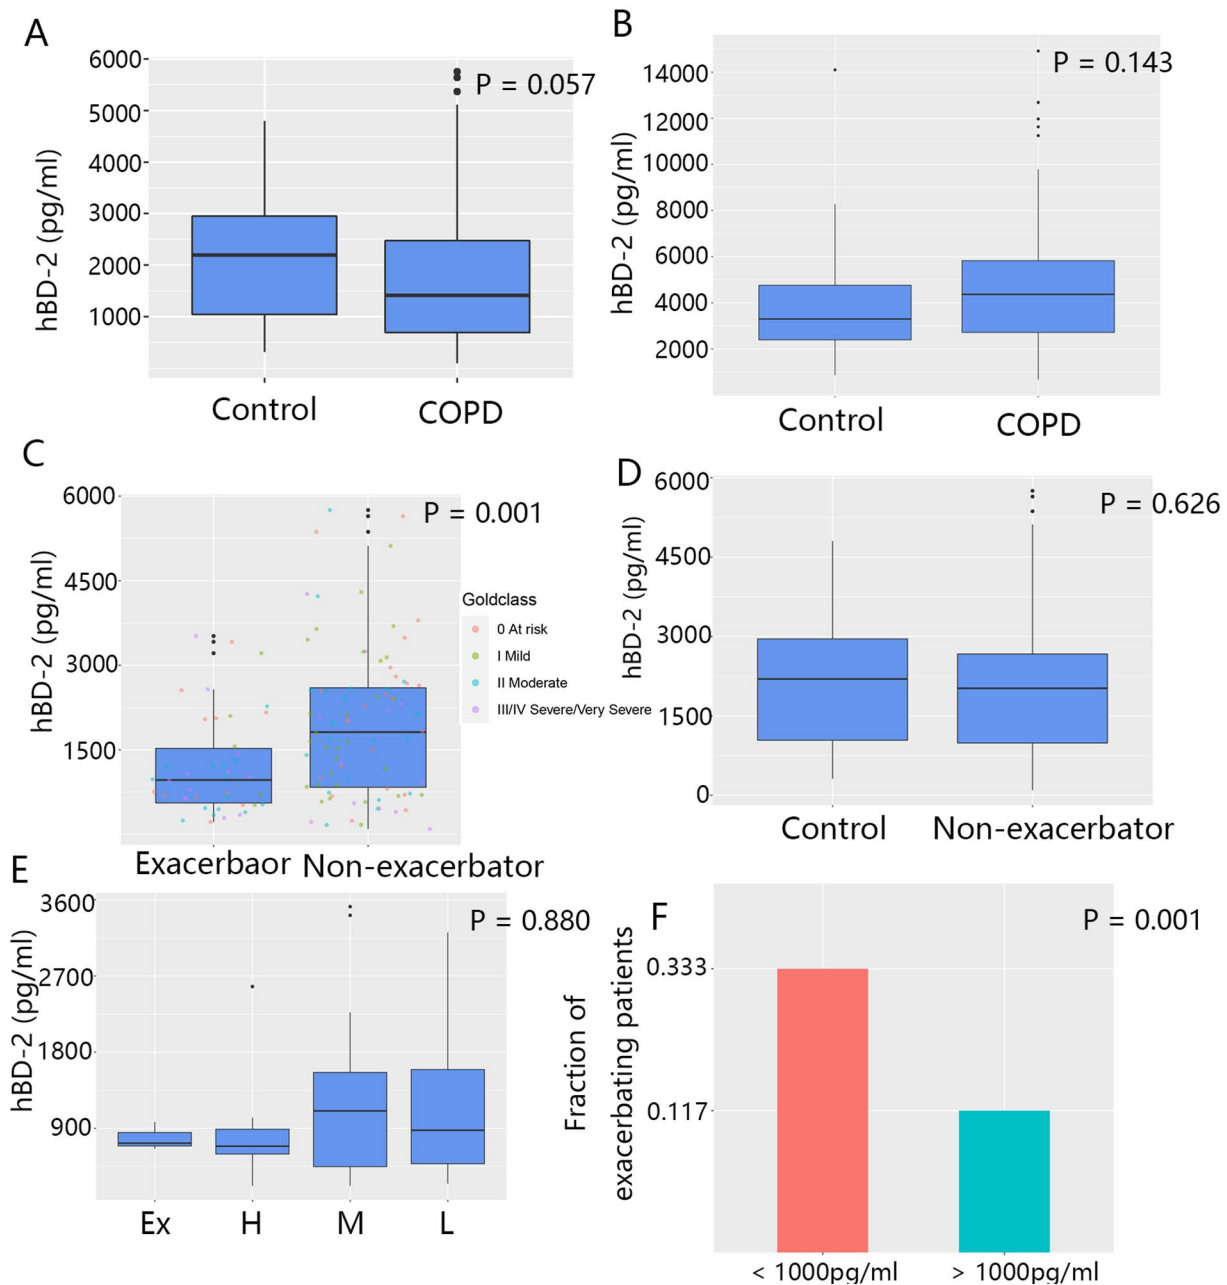 A
6000
5000
4000
3000
2000
1000
hBD-2 (pg/ml)
P = 0.057
Control
COPD
B
14000
12000
10000
8000
6000
4000
2000
hBD-2 (pg/ml)
P = 0.143
Control
COPD
C
6000
4500
3000
1500
hBD-2 (pg/ml)
P = 0.001
Goldclass
0 At risk
I Mild
II Moderate
III/IV Severe/Very Severe
Exacerbaor
Non-exacerbator
D
6000
4500
3000
1500
0
hBD-2 (pg/ml)
P = 0.626
Control
Non-exacerbator
E
3600
2700
1800
900
hBD-2 (pg/ml)
P = 0.880
Ex
H
M
L
F
Fraction of
exacerbating patients
0.333
0.117
P = 0.001
< 1000pg/ml
> 1000pg/ml